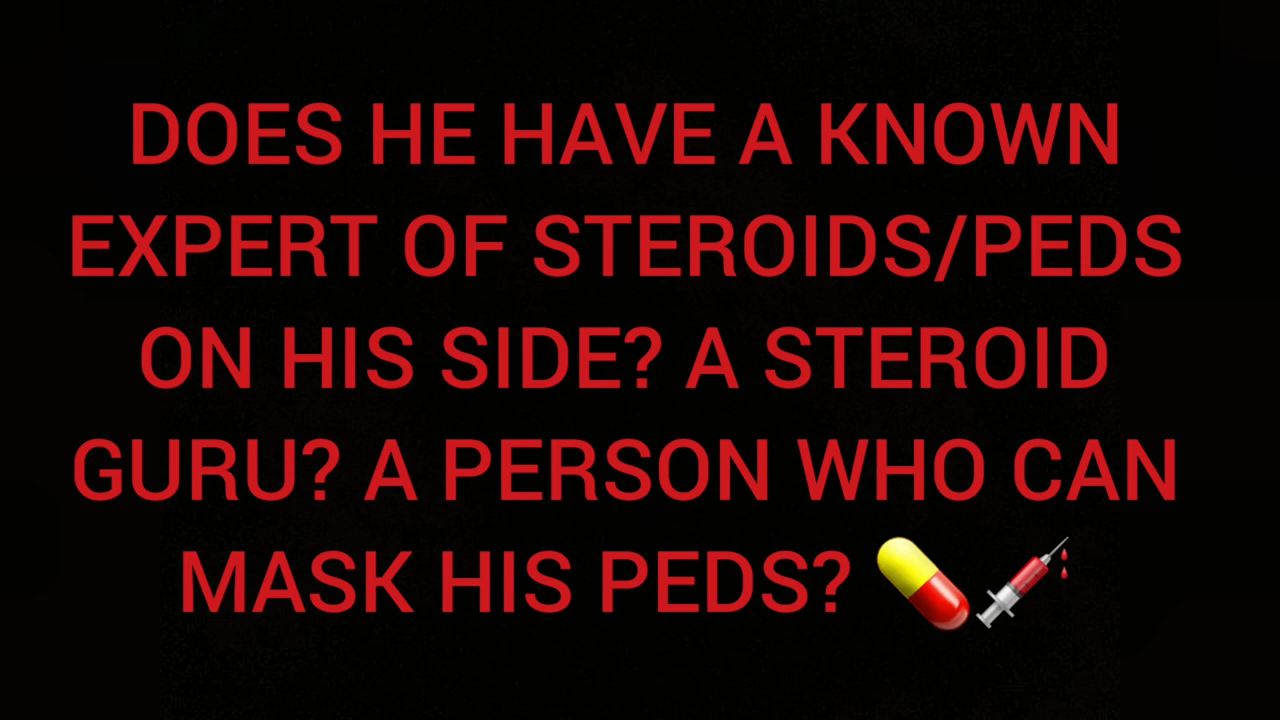 DOES HE HAVE A KNOWN
EXPERT OF STEROIDS/PEDS
ON HIS SIDE? A STEROID
GURU? A PERSON WHO CAN
MASK HIS PEDS? 💊💉